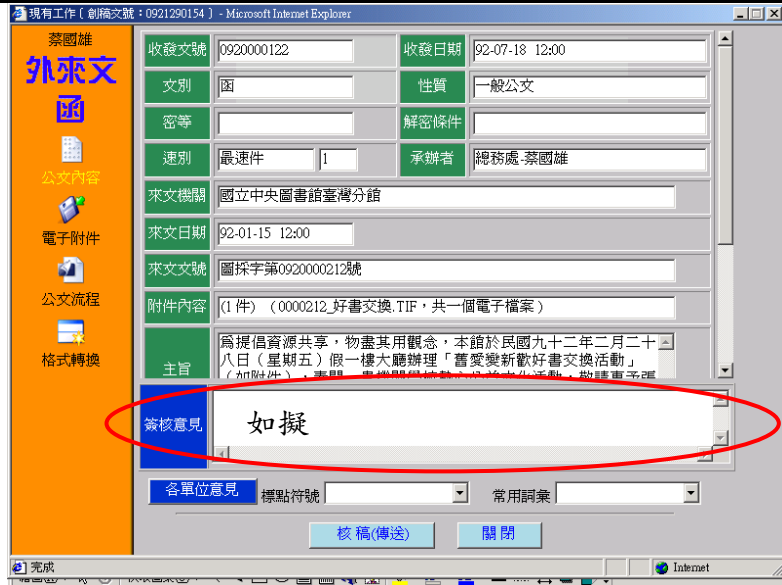 現有工作 [ 創稿文號：0921290154 ] - Microsoft Internet Explorer
蔡國雄
外來文
函
公文內容
電子附件
公文流程
格式轉換
收發文號 0920000122 收發日期 92-07-18 12:00
文別 函 性質 一般公文
密等 解密條件
速別 最速件 1 承辦者 總務處-蔡國雄
來文機關 國立中央圖書館臺灣分館
來文日期 92-01-15 12:00
來文文號 圖採字第0920000212號
附件內容 (1 件) （0000212_好書交換.TIF，共一個電子檔案）
主旨 為提倡資源共享，物盡其用觀念，本館於民國九十二年二月二十
八日（星期五）假一樓大廳辦理「舊愛變新歡好書交換活動」
簽核意見 如擬
各單位意見 標點符號 常用詞彙
核 稿(傳送) 關 閉
完成 Internet